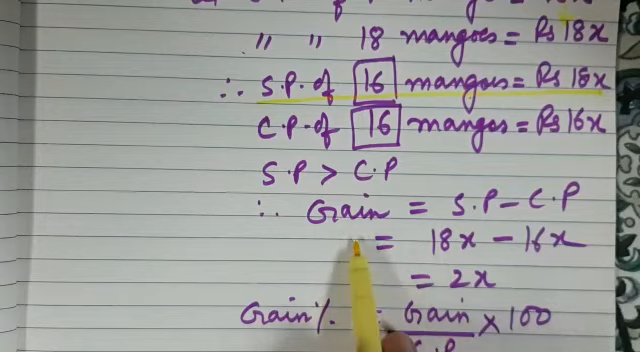 " " 18 mangoes = Rs 18x
∴ S.P. of 16 mangoes = Rs 18x
C.P. of 16 mangoes = Rs 16x
S.P > C.P
∴ Gain = S.P - C.P
= 18x - 16x
= 2x
Gain% = Gain × 100
C.P